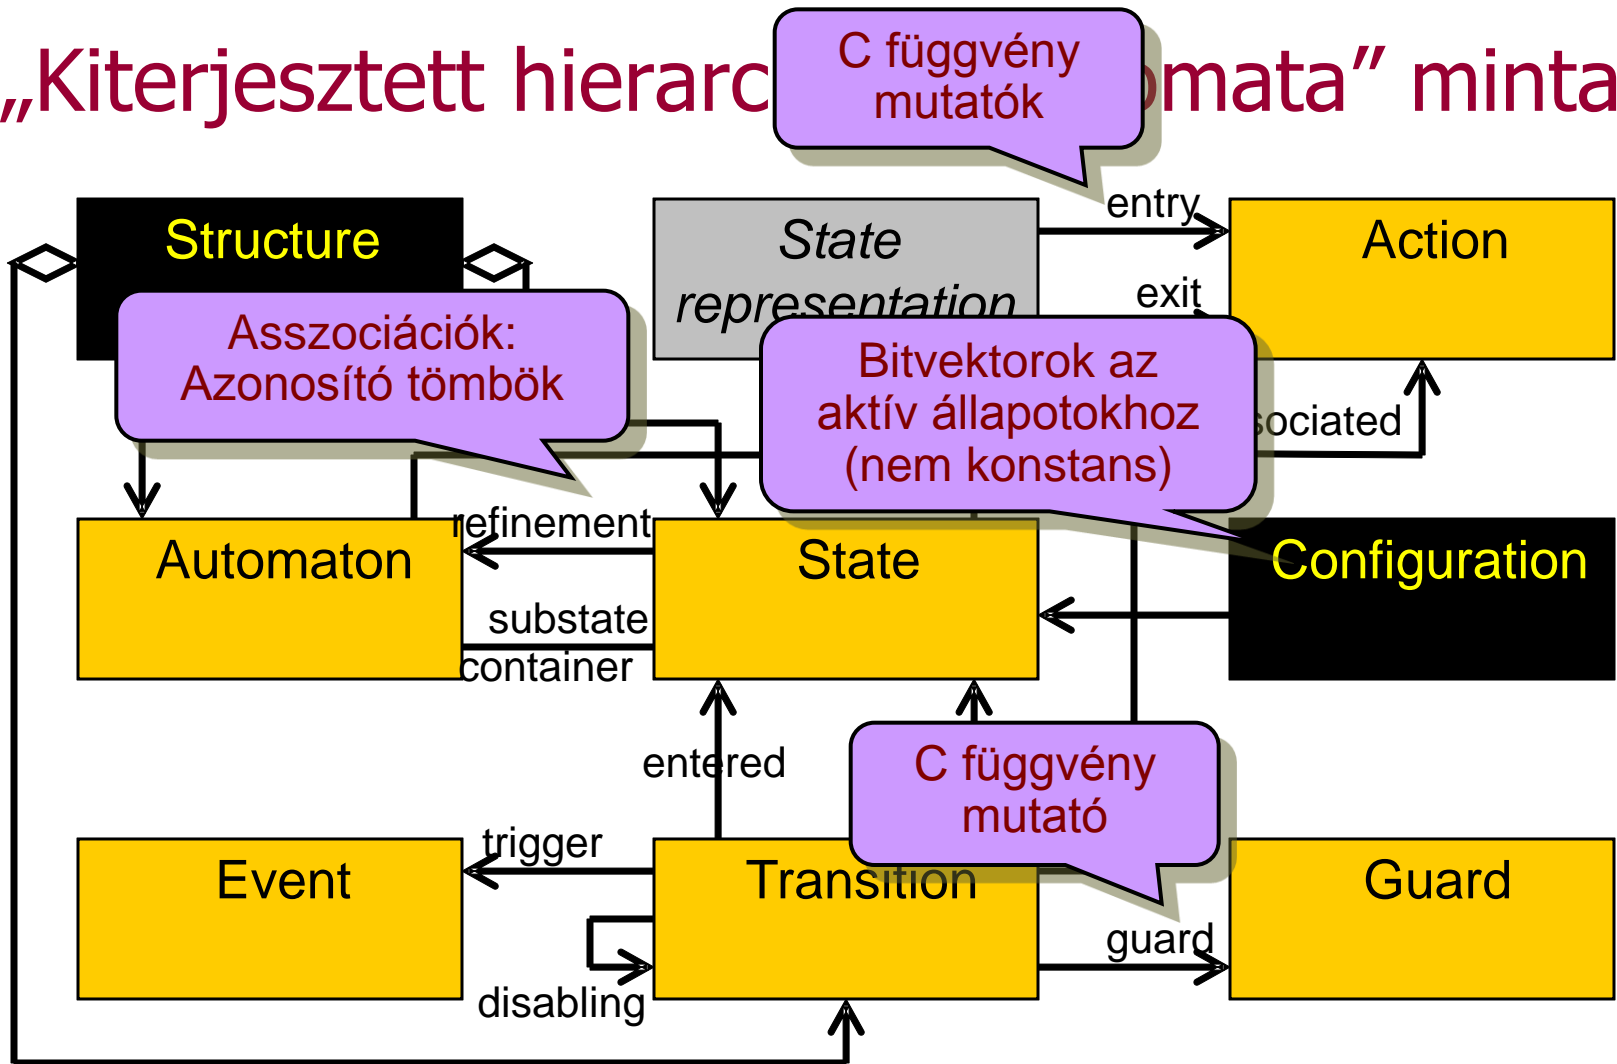 „Kiterjesztett hierarc omata” minta
C függvény
mutatók
Structure
State
representation
entry
Action
exit
Asszociációk:
Azonosító tömbök
Bitvektorok az
aktív állapotokhoz
(nem konstans)
sociated
Automaton
refinement
State
Configuration
substate
container
entered
C függvény
mutató
Event
trigger
Transition
Guard
guard
disabling